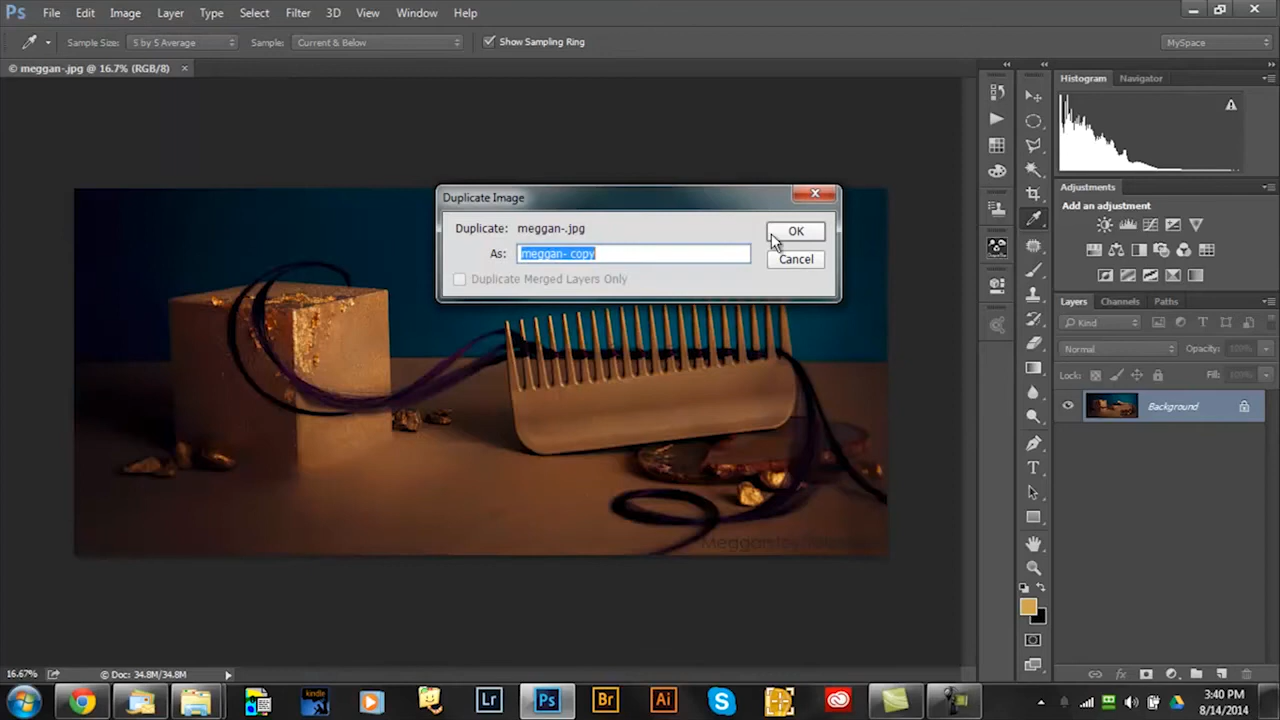 Ps File Edit Image Layer Type Select Filter 3D View Window Help
Sample Size: 5 by 5 Average Sample: Current & Below Show Sampling Ring MySpace
© meggan-.jpg @ 16.7% (RGB/8) ×
Histogram Navigator
Duplicate Image
Duplicate: meggan-.jpg OK
As: meggan- copy Cancel
Duplicate Merged Layers Only
Adjustments
Add an adjustment
Layers Channels Paths
Kind
Normal Opacity: 100%
Lock: Fill: 100%
Background
16.67% Doc: 34.8M/34.8M
kindle Lr Ps Br Ai
3:40 PM
8/14/2014